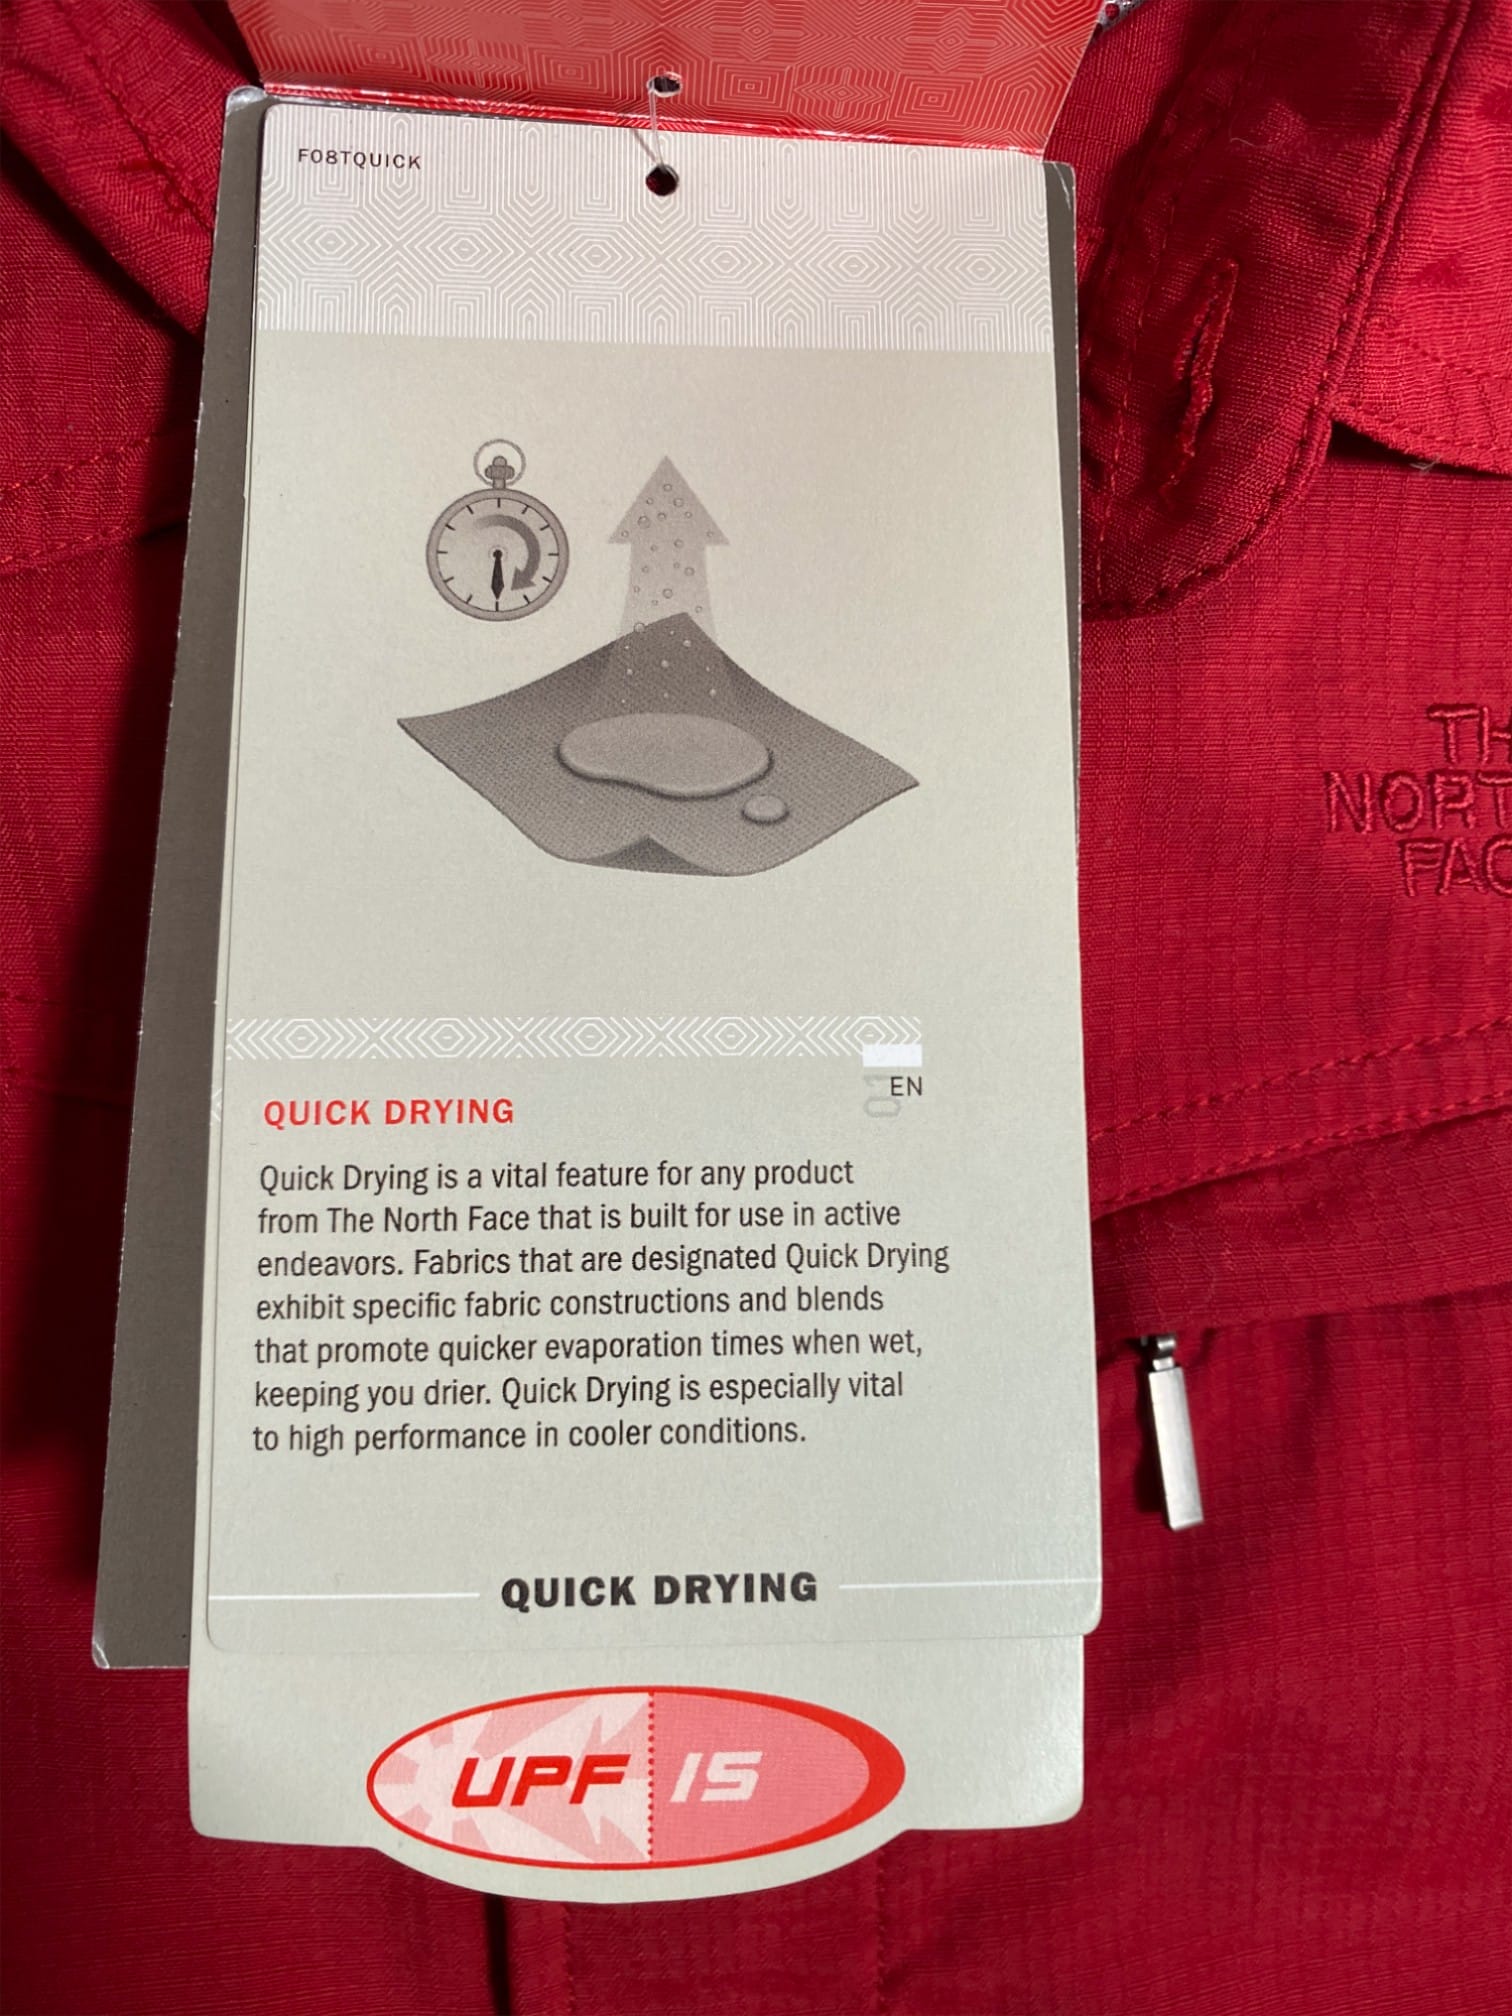 F08TQUICK
EN
QUICK DRYING
Quick Drying is a vital feature for any product
from The North Face that is built for use in active
endeavors. Fabrics that are designated Quick Drying
exhibit specific fabric constructions and blends
that promote quicker evaporation times when wet,
keeping you drier. Quick Drying is especially vital
to high performance in cooler conditions.
QUICK DRYING
UPF 15
TH
NORT
FAC